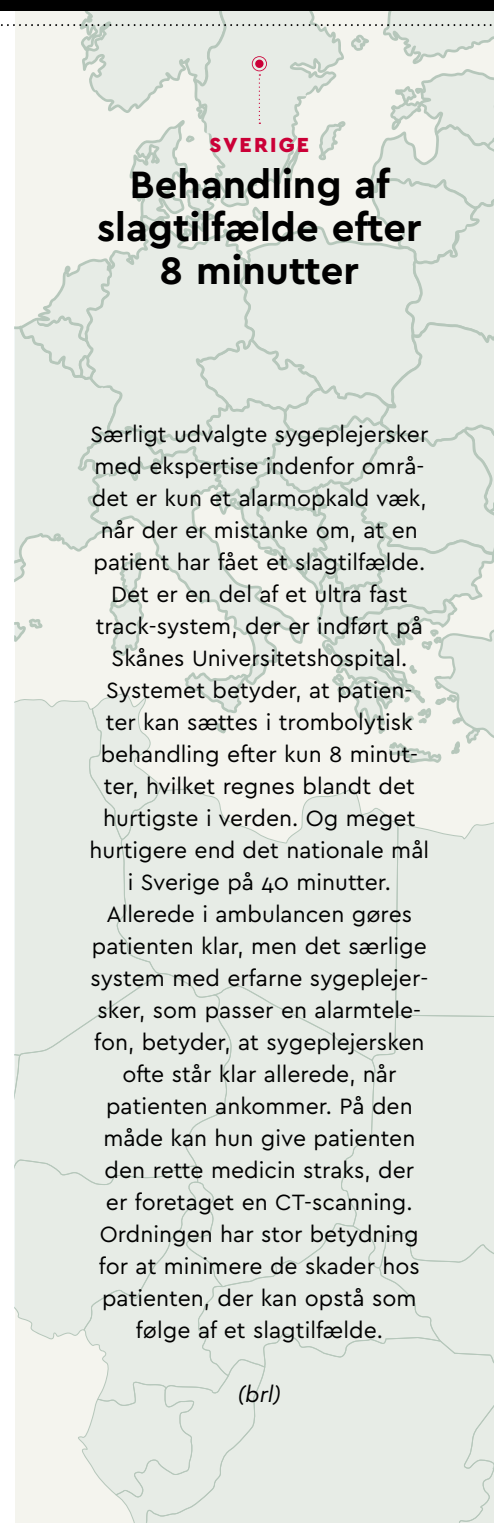 SVERIGE
Behandling af
slagtilfælde efter
8 minutter
Særligt udvalgte sygeplejersker
med ekspertise indenfor områ-
det er kun et alarmopkald væk,
når der er mistanke om, at en
patient har fået et slagtilfælde.
Det er en del af et ultra fast
track-system, der er indført på
Skånes Universitetshospital.
Systemet betyder, at patien-
ter kan sættes i trombolytisk
behandling efter kun 8 minut-
ter, hvilket regnes blandt det
hurtigste i verden. Og meget
hurtigere end det nationale mål
i Sverige på 40 minutter.
Allerede i ambulancen gøres
patienten klar, men det særlige
system med erfarne sygeplejer-
sker, som passer en alarmtele-
fon, betyder, at sygeplejersken
ofte står klar allerede, når
patienten ankommer. På den
måde kan hun give patienten
den rette medicin straks, der
er foretaget en CT-scanning.
Ordningen har stor betydning
for at minimere de skader hos
patienten, der kan opstå som
følge af et slagtilfælde.
(brl)